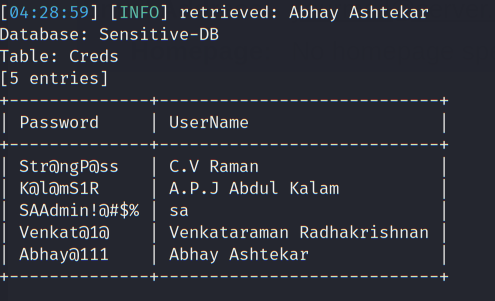 [04:28:59] [INFO] retrieved: Abhay Ashtekar
Database: Sensitive-DB
Table: Creds
[5 entries]
+--------------+----------------------------+
| Password     | UserName                   |
+--------------+----------------------------+
| Str@ngP@ss   | C.V Raman                  |
| K@l@mS1R     | A.P.J Abdul Kalam          |
| SAAdmin!@#$% | sa                         |
| Venkat@1@    | Venkataraman Radhakrishnan |
| Abhay@111    | Abhay Ashtekar             |
+--------------+----------------------------+